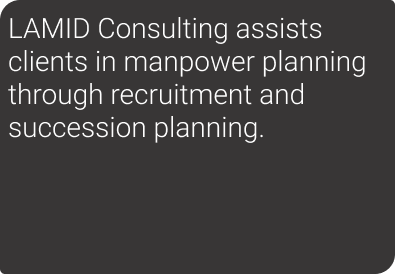 LAMID Consulting assists
clients in manpower planning
through recruitment and
succession planning.